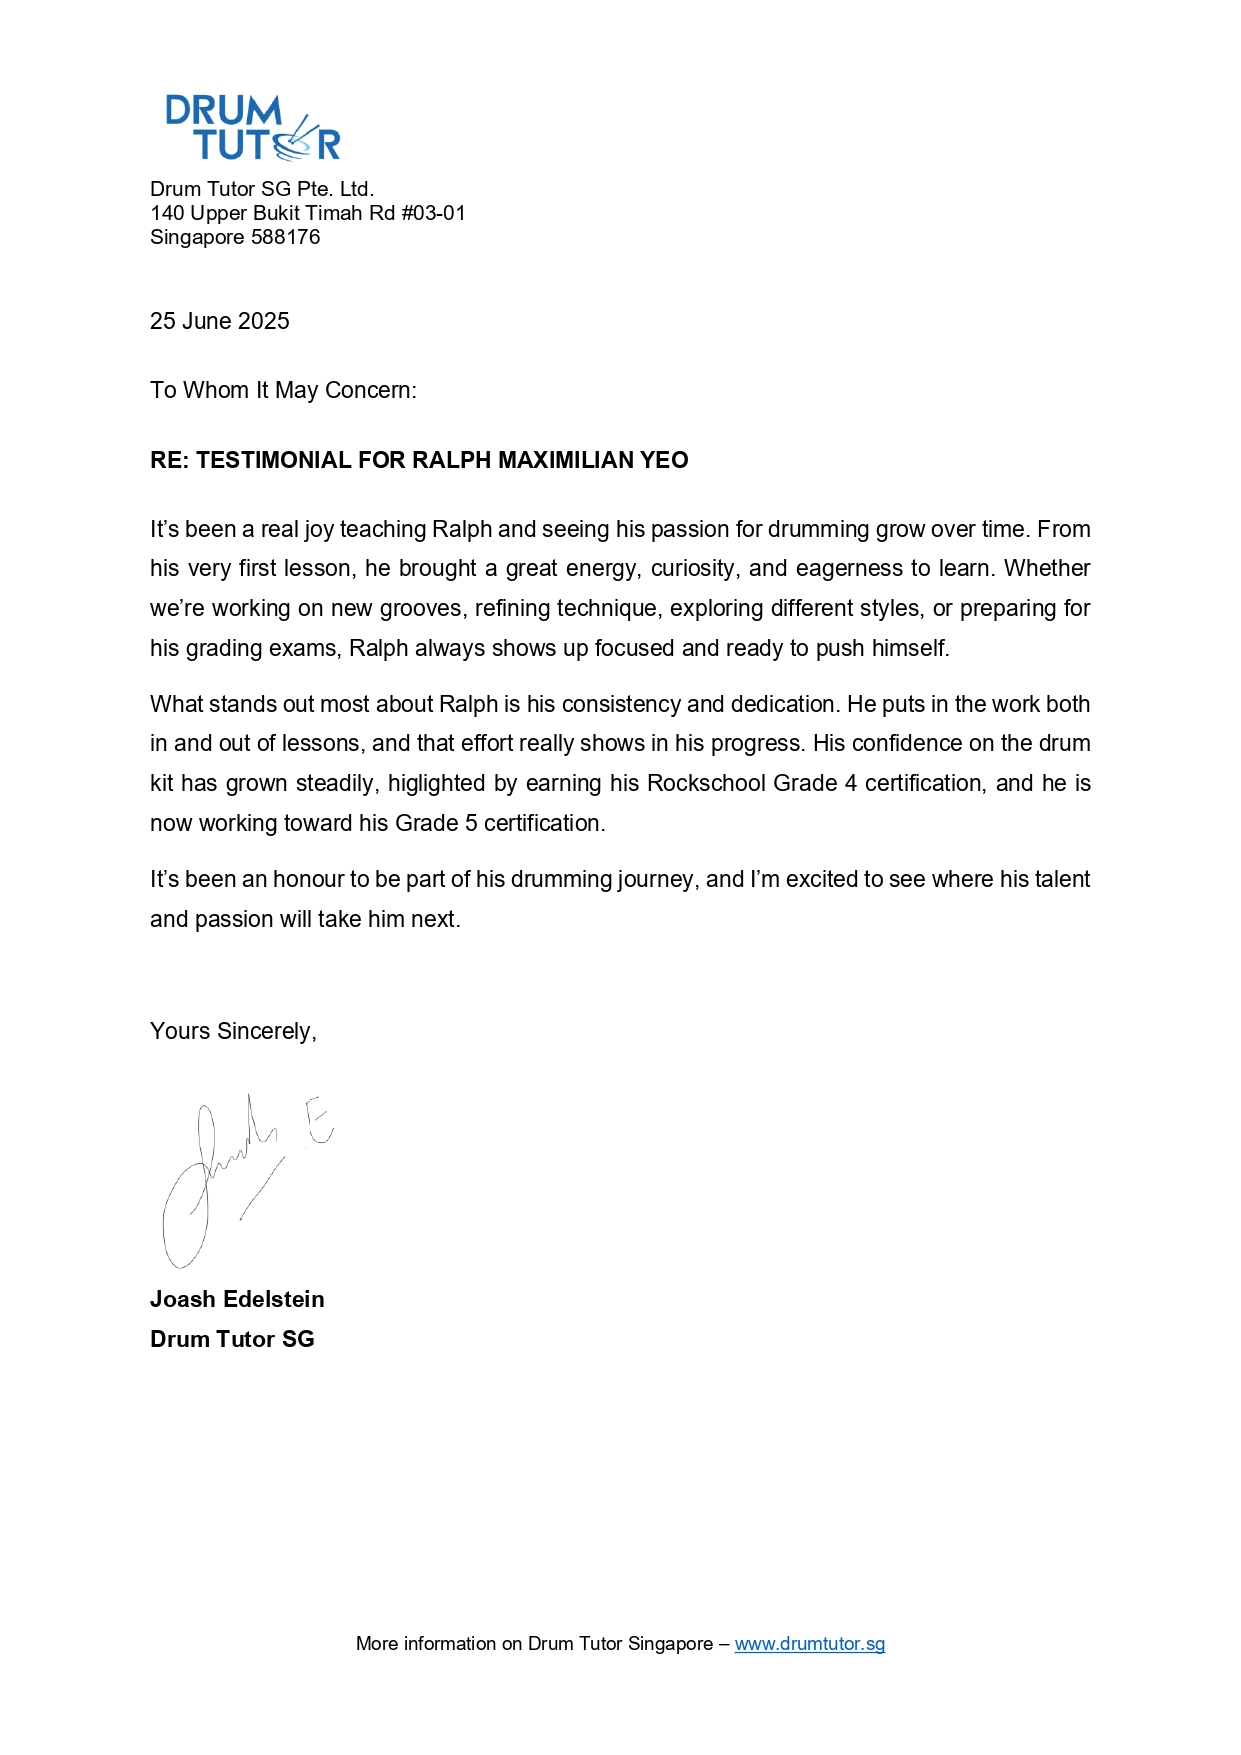 DRUM
TUTOR
Drum Tutor SG Pte. Ltd.
140 Upper Bukit Timah Rd #03-01
Singapore 588176
25 June 2025
To Whom It May Concern:
RE: TESTIMONIAL FOR RALPH MAXIMILIAN YEO
It’s been a real joy teaching Ralph and seeing his passion for drumming grow over time. From
his very first lesson, he brought a great energy, curiosity, and eagerness to learn. Whether
we’re working on new grooves, refining technique, exploring different styles, or preparing for
his grading exams, Ralph always shows up focused and ready to push himself.
What stands out most about Ralph is his consistency and dedication. He puts in the work both
in and out of lessons, and that effort really shows in his progress. His confidence on the drum
kit has grown steadily, higlighted by earning his Rockschool Grade 4 certification, and he is
now working toward his Grade 5 certification.
It’s been an honour to be part of his drumming journey, and I’m excited to see where his talent
and passion will take him next.
Yours Sincerely,
Joash Edelstein
Drum Tutor SG
More information on Drum Tutor Singapore – www.drumtutor.sg